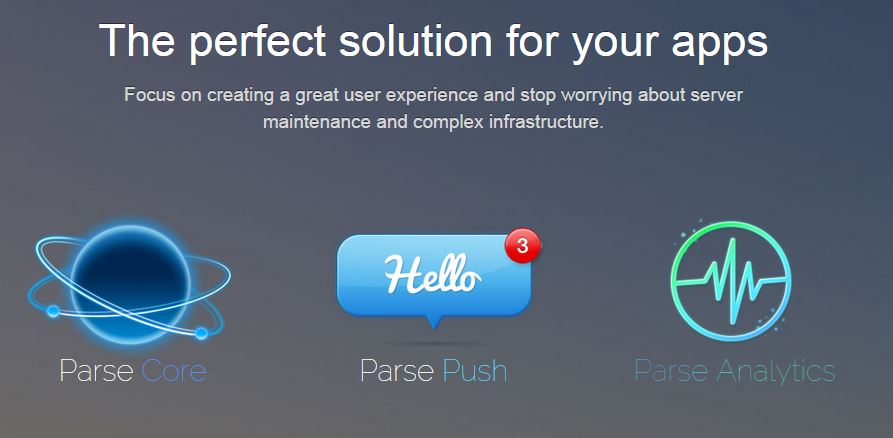 The perfect solution for your apps
Focus on creating a great user experience and stop worrying about server
maintenance and complex infrastructure.
3
Hello
Parse Core
Parse Push
Parse Analytics